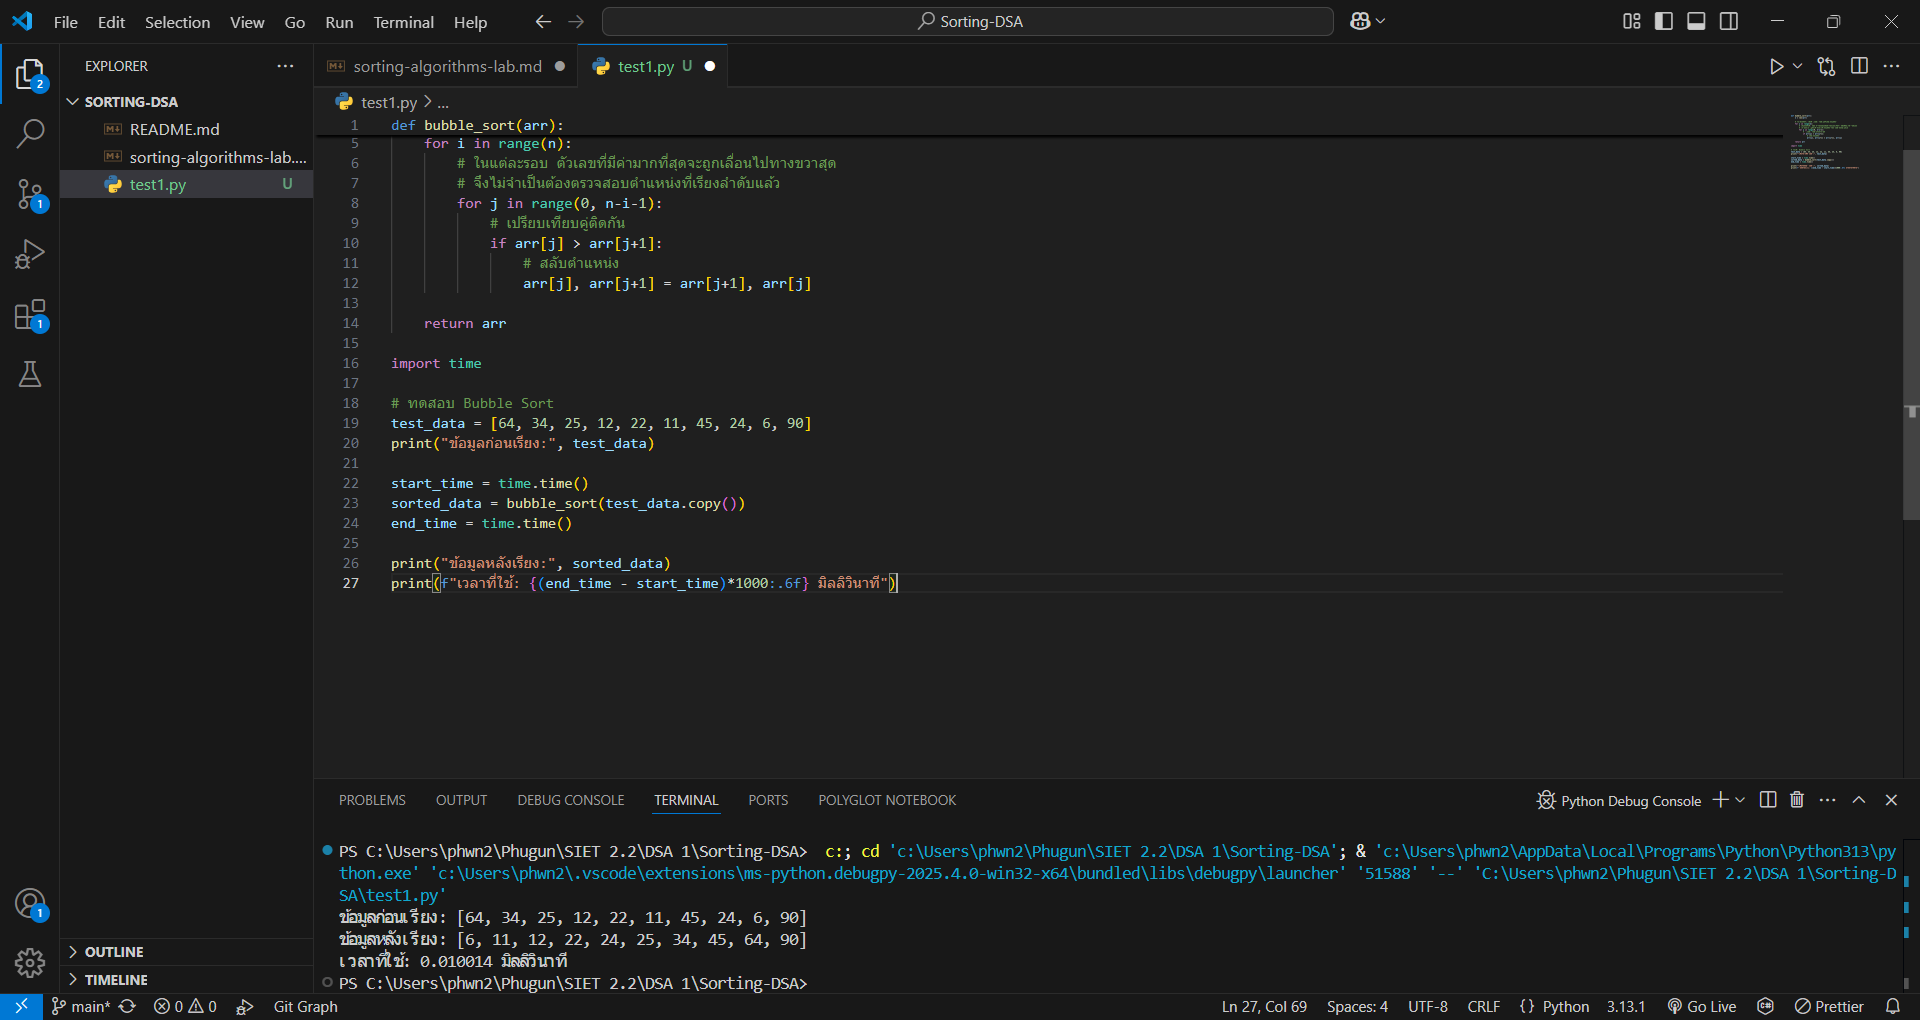 File Edit Selection View Go Run Terminal Help
Sorting-DSA
EXPLORER
SORTING-DSA
README.md
sorting-algorithms-lab....
test1.py U
OUTLINE
TIMELINE
sorting-algorithms-lab.md
test1.py U
test1.py > ...
1 def bubble_sort(arr):
5 for i in range(n):
6 # ในแต่ละรอบ ตัวเลขที่มีค่ามากที่สุดจะถูกเลื่อนไปทางขวาสุด
7 # จึงไม่จำเป็นต้องตรวจสอบตำแหน่งที่เรียงลำดับแล้ว
8 for j in range(0, n-i-1):
9 # เปรียบเทียบคู่ติดกัน
10 if arr[j] > arr[j+1]:
11 # สลับตำแหน่ง
12 arr[j], arr[j+1] = arr[j+1], arr[j]
13
14 return arr
15
16 import time
17
18 # ทดสอบ Bubble Sort
19 test_data = [64, 34, 25, 12, 22, 11, 45, 24, 6, 90]
20 print("ข้อมูลก่อนเรียง:", test_data)
21
22 start_time = time.time()
23 sorted_data = bubble_sort(test_data.copy())
24 end_time = time.time()
25
26 print("ข้อมูลหลังเรียง:", sorted_data)
27 print(f"เวลาที่ใช้: {(end_time - start_time)*1000:.6f} มิลลิวินาที")
PROBLEMS OUTPUT DEBUG CONSOLE TERMINAL PORTS POLYGLOT NOTEBOOK
Python Debug Console
PS C:\Users\phwn2\Phugun\SIET 2.2\DSA 1\Sorting-DSA> c:; cd 'c:\Users\phwn2\Phugun\SIET 2.2\DSA 1\Sorting-DSA'; & 'c:\Users\phwn2\AppData\Local\Programs\Python\Python313\py
thon.exe' 'c:\Users\phwn2\.vscode\extensions\ms-python.debugpy-2025.4.0-win32-x64\bundled\libs\debugpy\launcher' '51588' '--' 'C:\Users\phwn2\Phugun\SIET 2.2\DSA 1\Sorting-D
SA\test1.py'
ข้อมูลก่อนเรียง: [64, 34, 25, 12, 22, 11, 45, 24, 6, 90]
ข้อมูลหลังเรียง: [6, 11, 12, 22, 24, 25, 34, 45, 64, 90]
เวลาที่ใช้: 0.010014 มิลลิวินาที
PS C:\Users\phwn2\Phugun\SIET 2.2\DSA 1\Sorting-DSA>
2
1
1
1
main* 0 0 Git Graph
Ln 27, Col 69 Spaces: 4 UTF-8 CRLF {} Python 3.13.1 Go Live Prettier